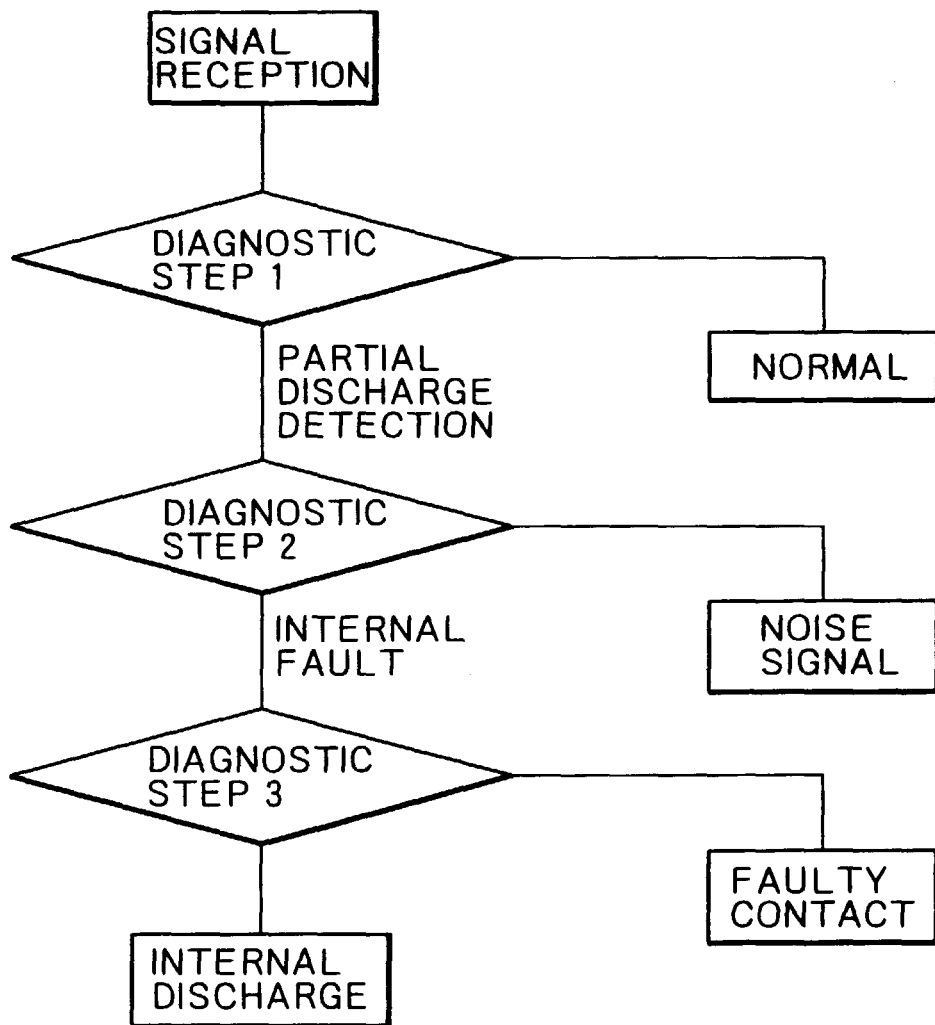 SIGNAL
RECEPTION
DIAGNOSTIC
STEP 1
NORMAL
PARTIAL
DISCHARGE
DETECTION
DIAGNOSTIC
STEP 2
NOISE
SIGNAL
INTERNAL
FAULT
DIAGNOSTIC
STEP 3
FAULTY
CONTACT
INTERNAL
DISCHARGE